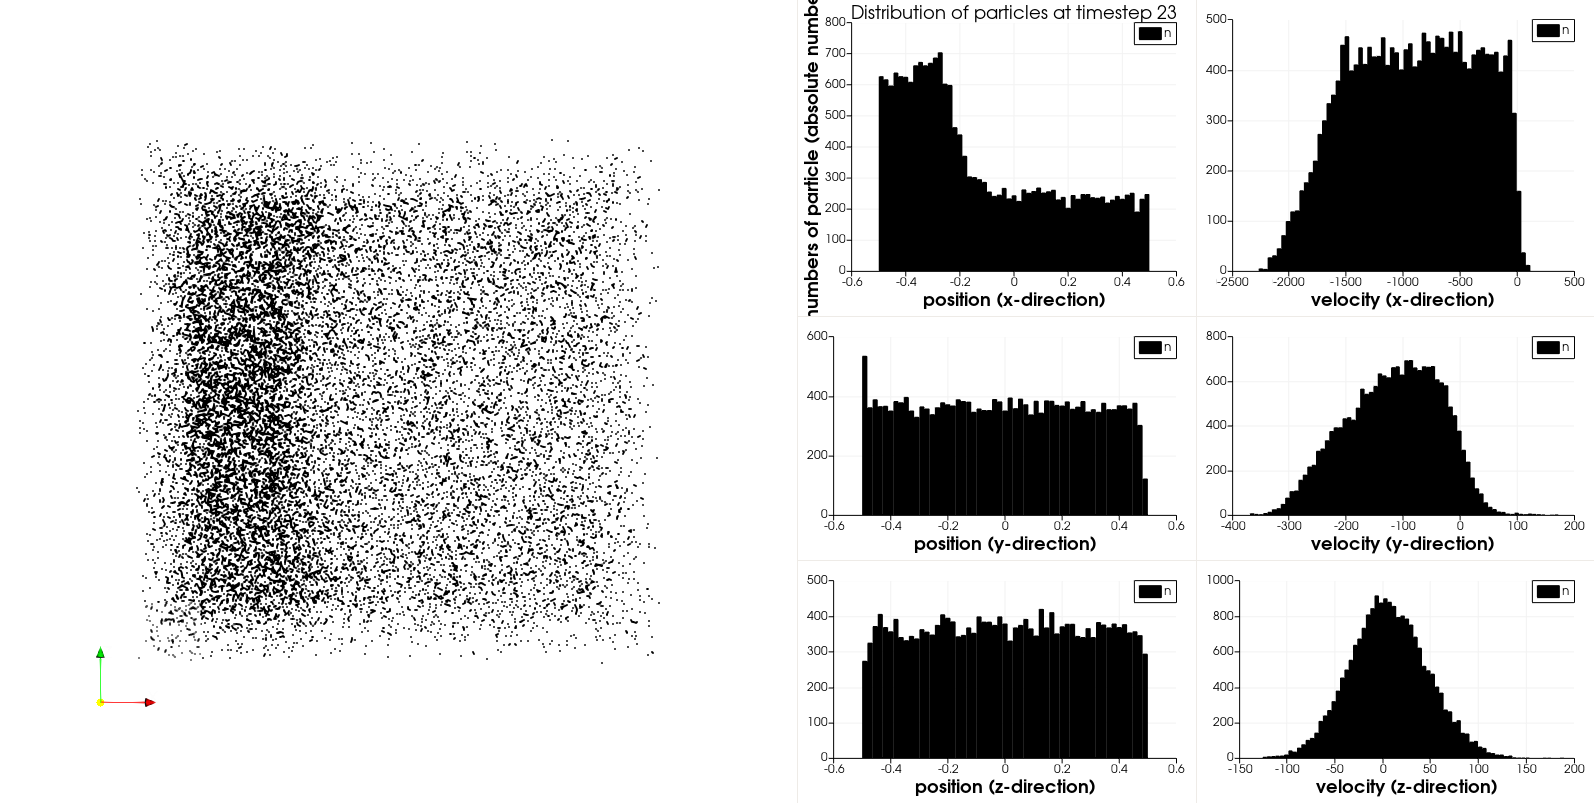 Distribution of particles at timestep 23
numbers of particle (absolute numbe
800
700
600
500
400
300
200
100
0
-0.6 -0.4 -0.2 0 0.2 0.4 0.6
position (x-direction)
n
500
400
300
200
100
0
-2500 -2000 -1500 -1000 -500 0 500
velocity (x-direction)
n
600
400
200
0
-0.6 -0.4 -0.2 0 0.2 0.4 0.6
position (y-direction)
n
800
600
400
200
0
-400 -300 -200 -100 0 100 200
velocity (y-direction)
n
500
400
300
200
100
0
-0.6 -0.4 -0.2 0 0.2 0.4 0.6
position (z-direction)
n
1000
800
600
400
200
0
-150 -100 -50 0 50 100 150 200
velocity (z-direction)
n